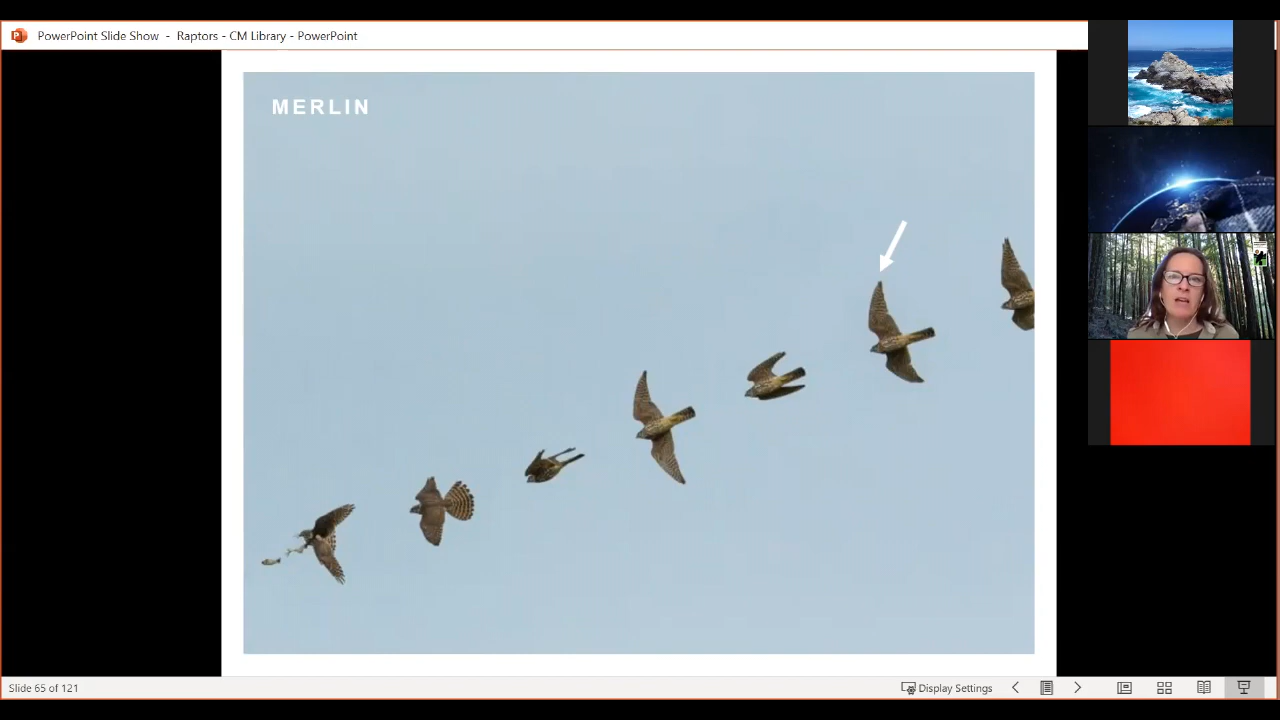 PowerPoint Slide Show - Raptors - CM Library - PowerPoint
MERLIN
Slide 65 of 121
Display Settings